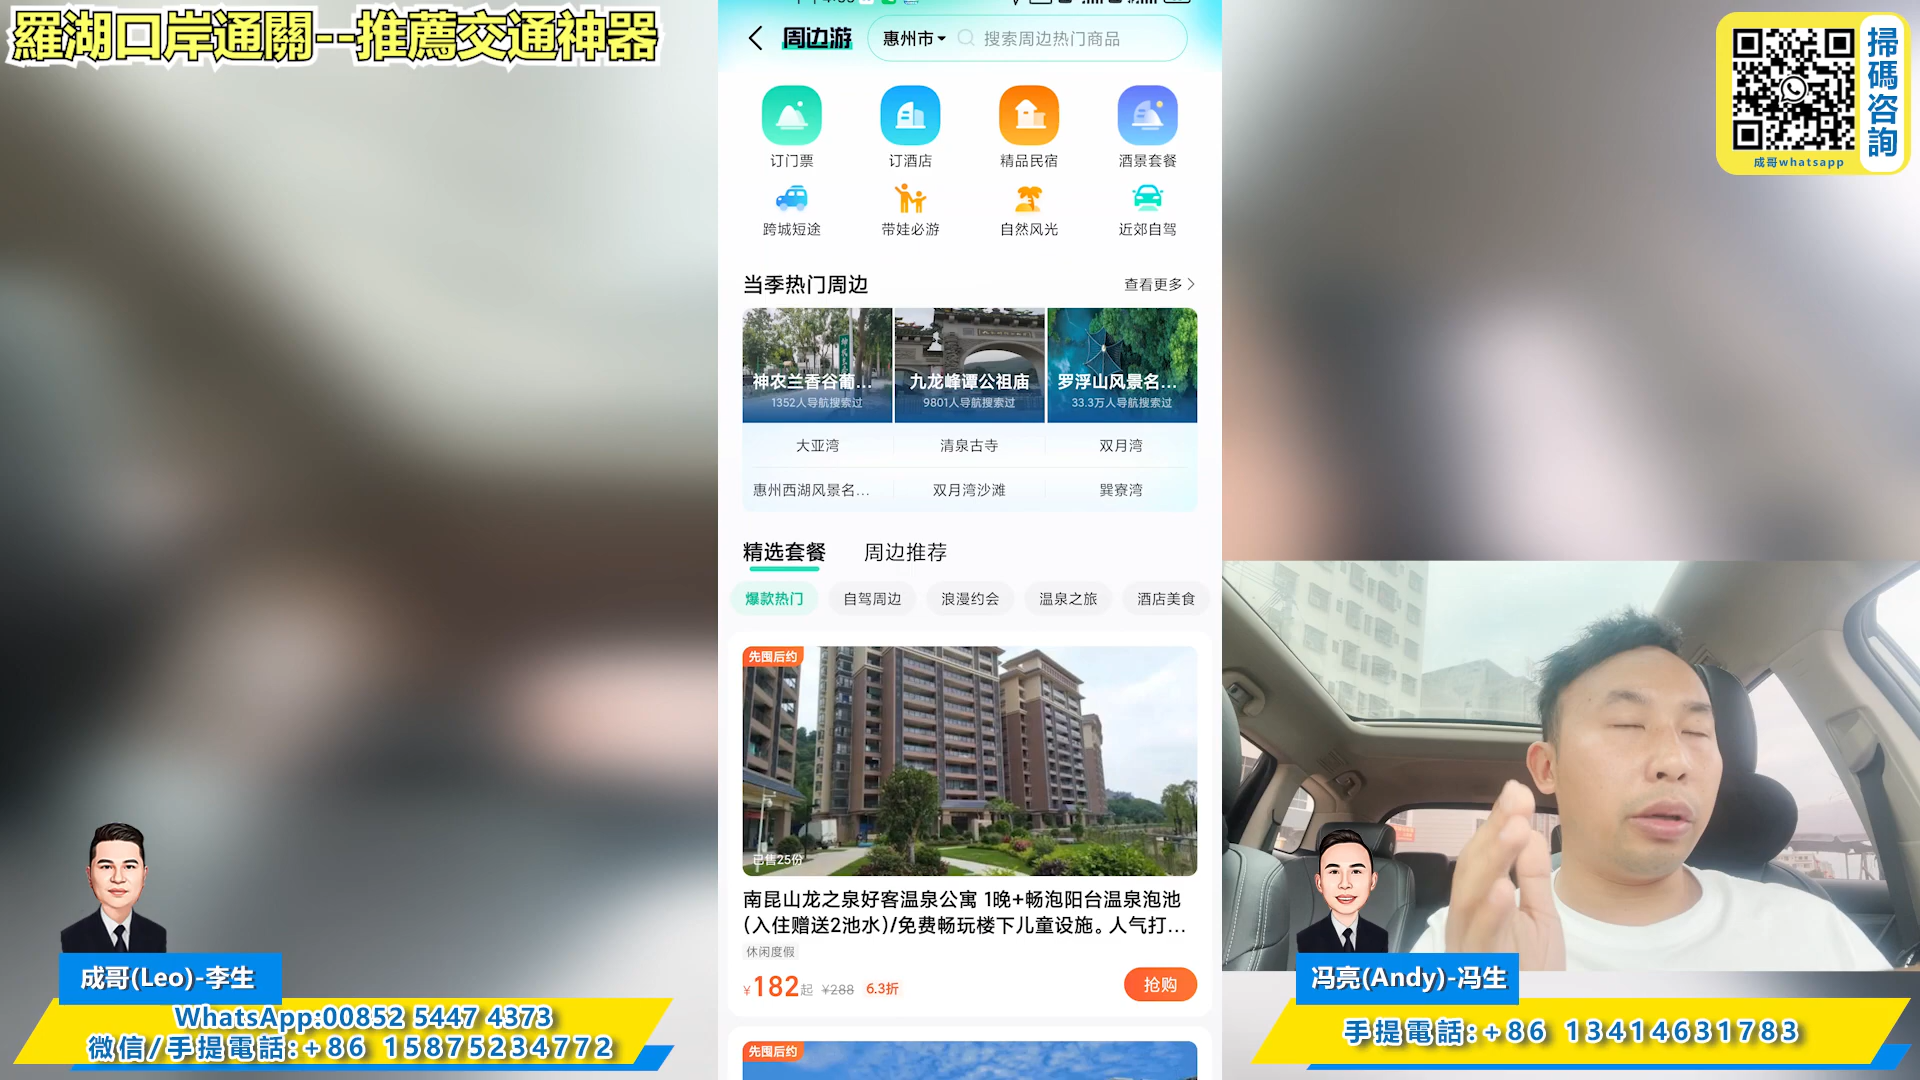 羅湖口岸通關--推薦交通神器
周边游
惠州市
搜索周边热门商品
订门票
订酒店
精品民宿
酒景套餐
跨城短途
带娃必游
自然风光
近郊自驾
当季热门周边
查看更多
神农兰香谷葡...
1352人导航搜索过
九龙峰谭公祖庙
9801人导航搜索过
罗浮山风景名...
33.3万人导航搜索过
大亚湾
清泉古寺
双月湾
惠州西湖风景名...
双月湾沙滩
巽寮湾
精选套餐
周边推荐
爆款热门
自驾周边
浪漫约会
温泉之旅
酒店美食
先囤后约
已售25份
南昆山龙之泉好客温泉公寓 1晚+畅泡阳台温泉泡池
(入住赠送2池水)/免费畅玩楼下儿童设施。人气打...
休闲度假
¥182起 ¥288 6.3折
抢购
先囤后约
掃碼咨詢
成哥whatsapp
成哥(Leo)-李生
WhatsApp:00852 5447 4373
微信/手提電話:+86 15875234772
冯亮(Andy)-冯生
手提電話:+86 13414631783